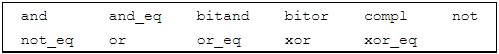 and and_eq bitand bitor compl not
not_eq or or_eq xor xor_eq